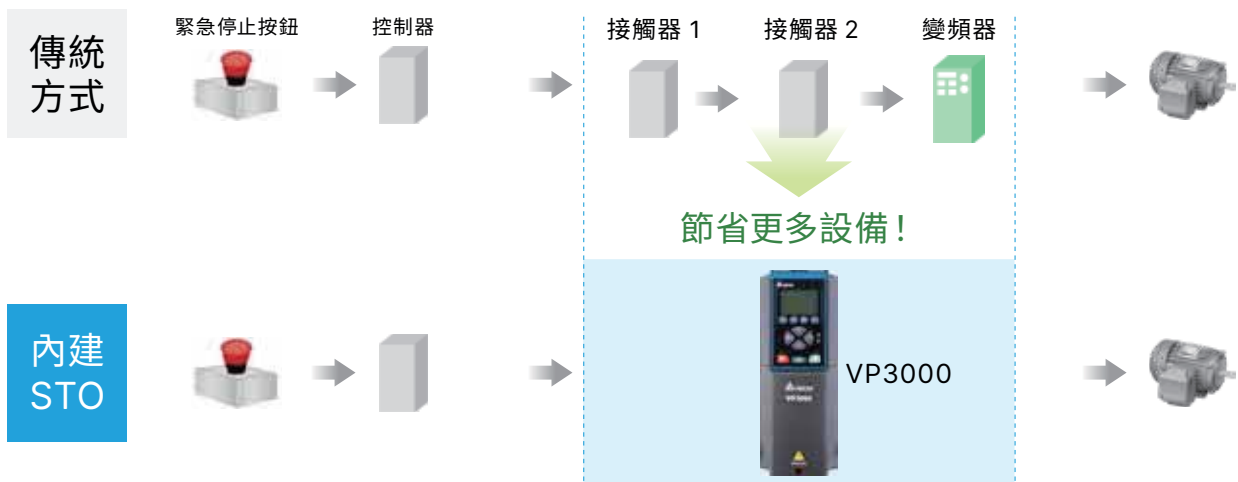 傳統
方式
緊急停止按鈕
控制器
接觸器 1
接觸器 2
變頻器
節省更多設備！
內建
STO
VP3000